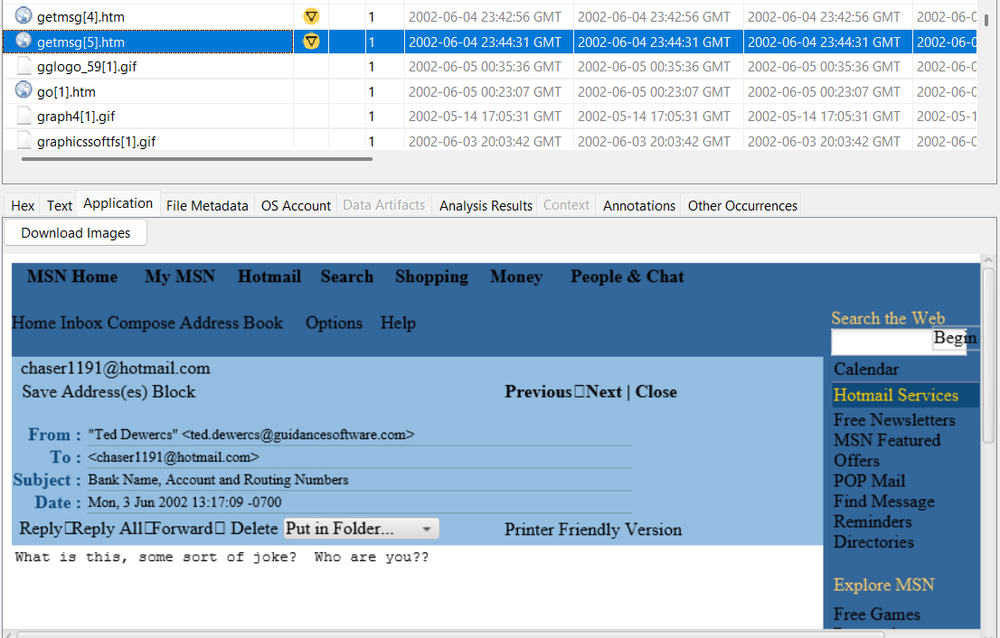 getmsg[4].htm 1 2002-06-04 23:42:56 GMT 2002-06-04 23:42:56 GMT 2002-06-04 23:42:56 GMT 2002-06-0
getmsg[5].htm 1 2002-06-04 23:44:31 GMT 2002-06-04 23:44:31 GMT 2002-06-04 23:44:31 GMT 2002-06-0
gglogo_59[1].gif 1 2002-06-05 00:35:36 GMT 2002-06-05 00:35:36 GMT 2002-06-05 00:35:36 GMT 2002-06-0
go[1].htm 1 2002-06-05 00:23:07 GMT 2002-06-05 00:23:07 GMT 2002-06-05 00:23:07 GMT 2002-06-0
graph4[1].gif 1 2002-05-14 17:05:31 GMT 2002-05-14 17:05:31 GMT 2002-05-14 17:05:31 GMT 2002-05-1
graphicssoftfs[1].gif 1 2002-06-03 20:03:42 GMT 2002-06-03 20:03:42 GMT 2002-06-03 20:03:42 GMT 2002-06-0
Hex Text Application File Metadata OS Account Data Artifacts Analysis Results Context Annotations Other Occurrences
Download Images
MSN Home My MSN Hotmail Search Shopping Money People & Chat
Home Inbox Compose Address Book Options Help
Search the Web
Begin
chaser1191@hotmail.com
Save Address(es) Block
Previous Next | Close
From : "Ted Dewercs" <ted.dewercs@guidancesoftware.com>
To : <chaser1191@hotmail.com>
Subject : Bank Name, Account and Routing Numbers
Date : Mon, 3 Jun 2002 13:17:09 -0700
Reply Reply All Forward Delete Put in Folder... Printer Friendly Version
What is this, some sort of joke?  Who are you??
Calendar
Hotmail Services
Free Newsletters
MSN Featured
Offers
POP Mail
Find Message
Reminders
Directories
Explore MSN
Free Games